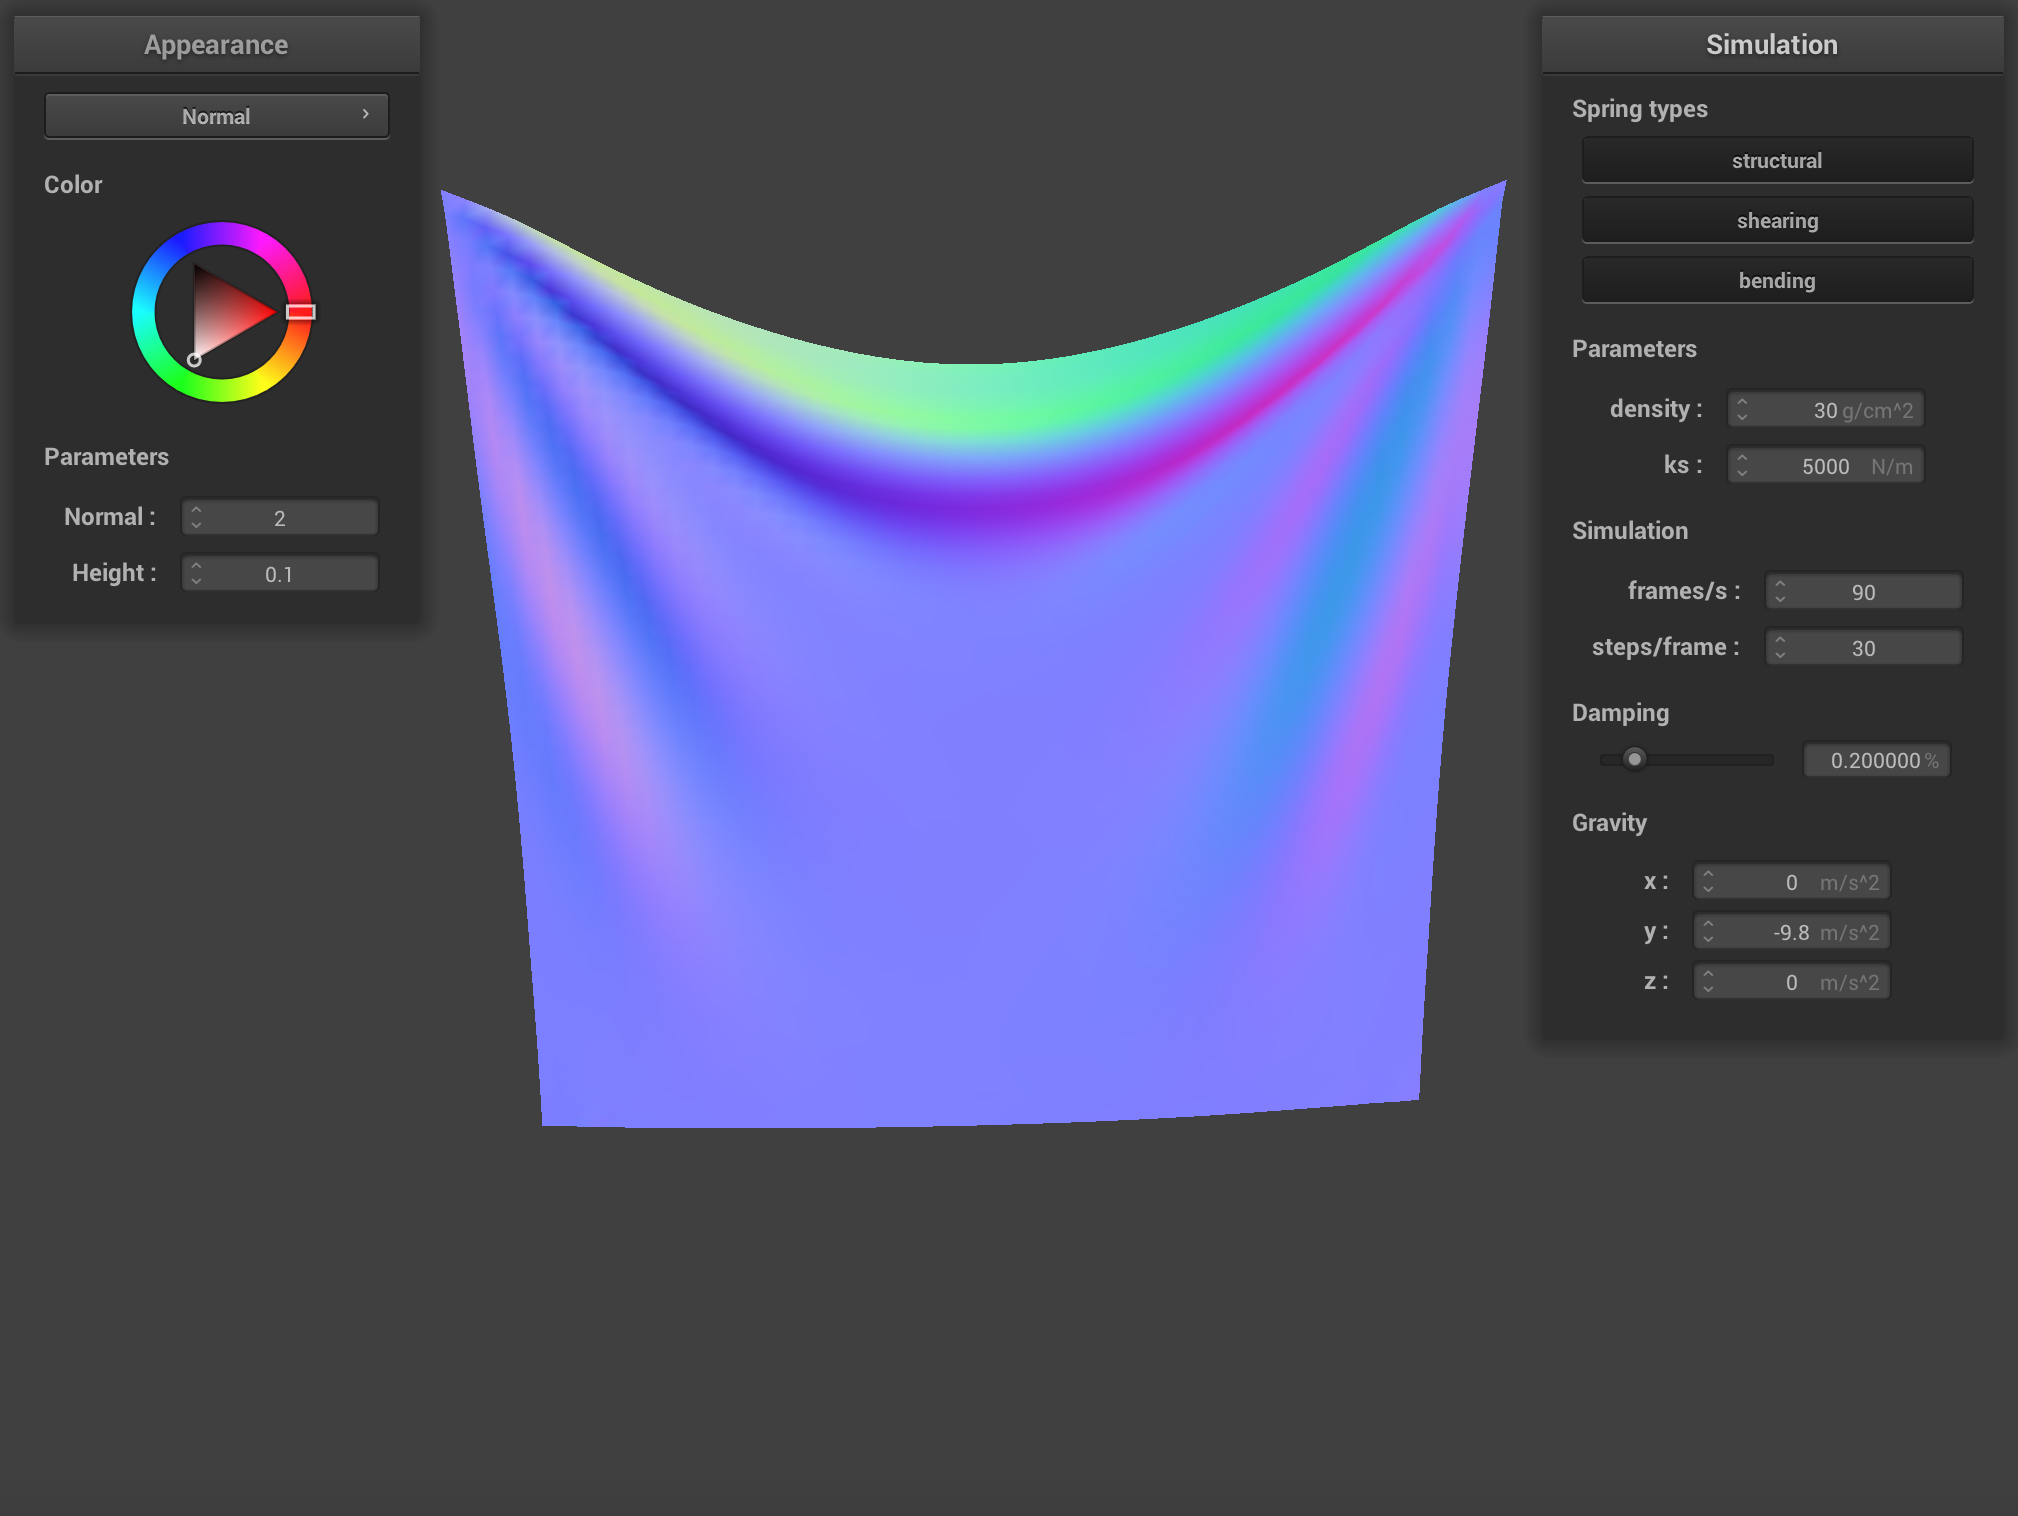 Appearance
Normal
Color
Parameters
Normal : 2
Height : 0.1
Simulation
Spring types
structural
shearing
bending
Parameters
density : 30 g/cm^2
ks : 5000 N/m
Simulation
frames/s : 90
steps/frame : 30
Damping
0.200000 %
Gravity
x : 0 m/s^2
y : -9.8 m/s^2
z : 0 m/s^2